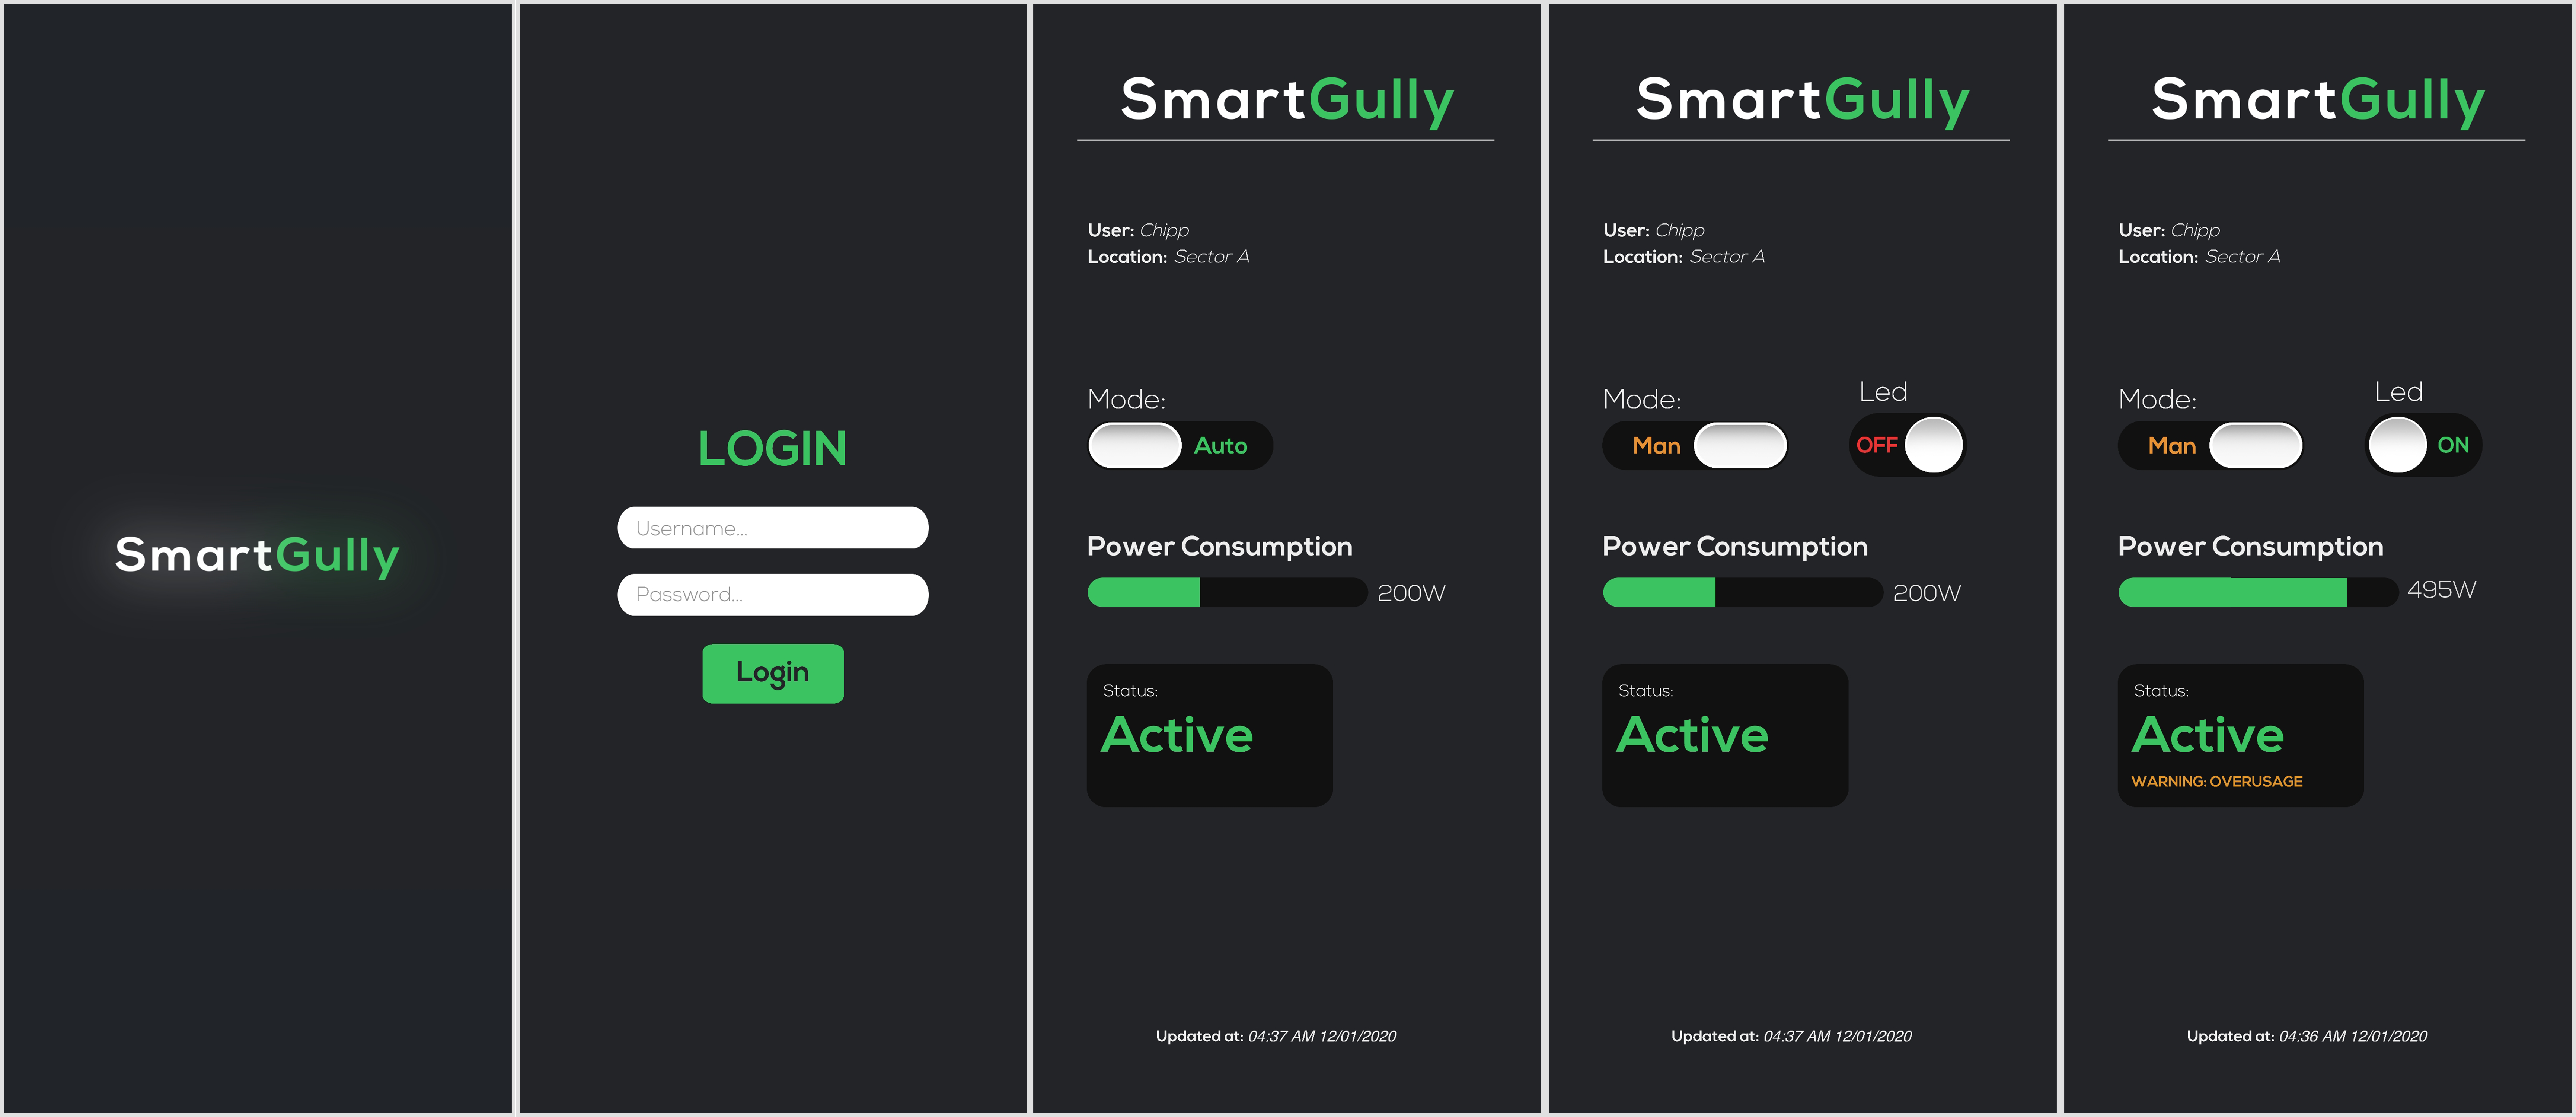 SmartGully
LOGIN
Username...
Password...
Login
SmartGully
User: Chipp
Location: Sector A
Mode:
Auto
Power Consumption
200W
Status:
Active
Updated at: 04:37 AM 12/01/2020
SmartGully
User: Chipp
Location: Sector A
Mode:
Led
Man
OFF
Power Consumption
200W
Status:
Active
Updated at: 04:37 AM 12/01/2020
SmartGully
User: Chipp
Location: Sector A
Mode:
Led
Man
ON
Power Consumption
495W
Status:
Active
WARNING: OVERUSAGE
Updated at: 04:36 AM 12/01/2020